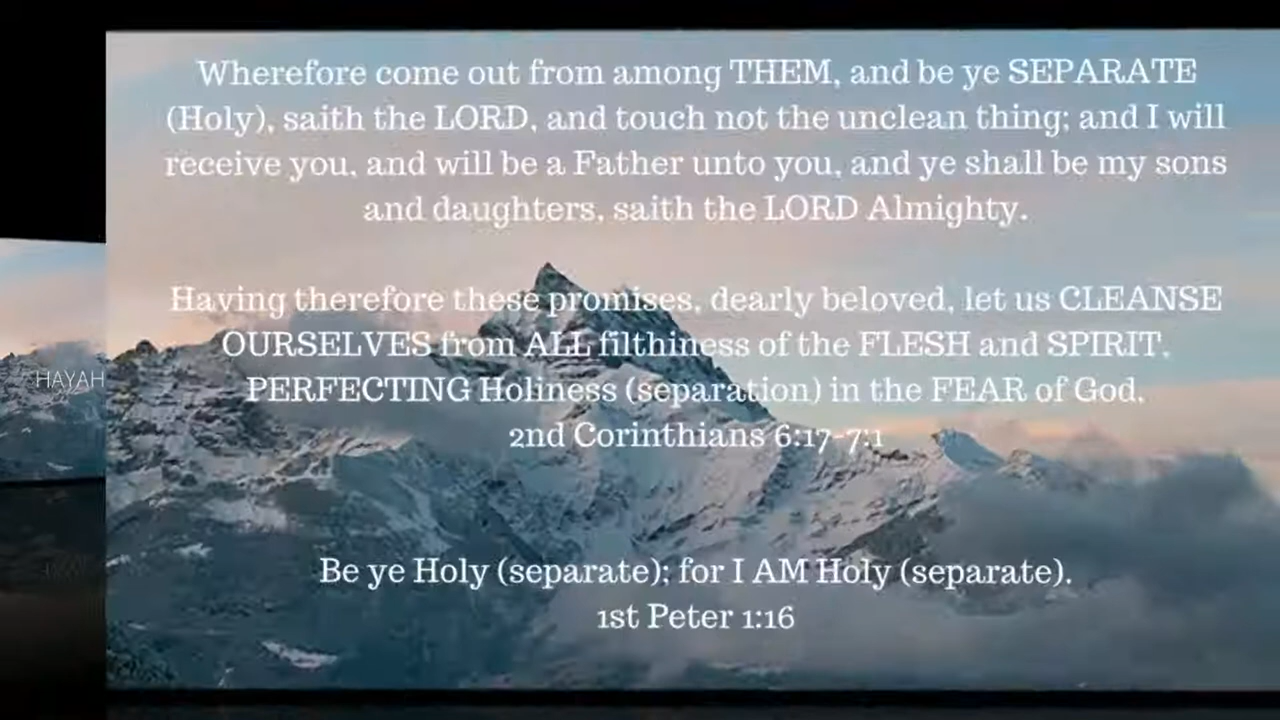 Wherefore come out from among THEM, and be ye SEPARATE
(Holy), saith the LORD, and touch not the unclean thing; and I will
receive you, and will be a Father unto you, and ye shall be my sons
and daughters, saith the LORD Almighty.
Having therefore these promises, dearly beloved, let us CLEANSE
OURSELVES from ALL filthiness of the FLESH and SPIRIT,
PERFECTING Holiness (separation) in the FEAR of God.
2nd Corinthians 6:17-7:1
HAYAH
Be ye Holy (separate); for I AM Holy (separate).
1st Peter 1:16